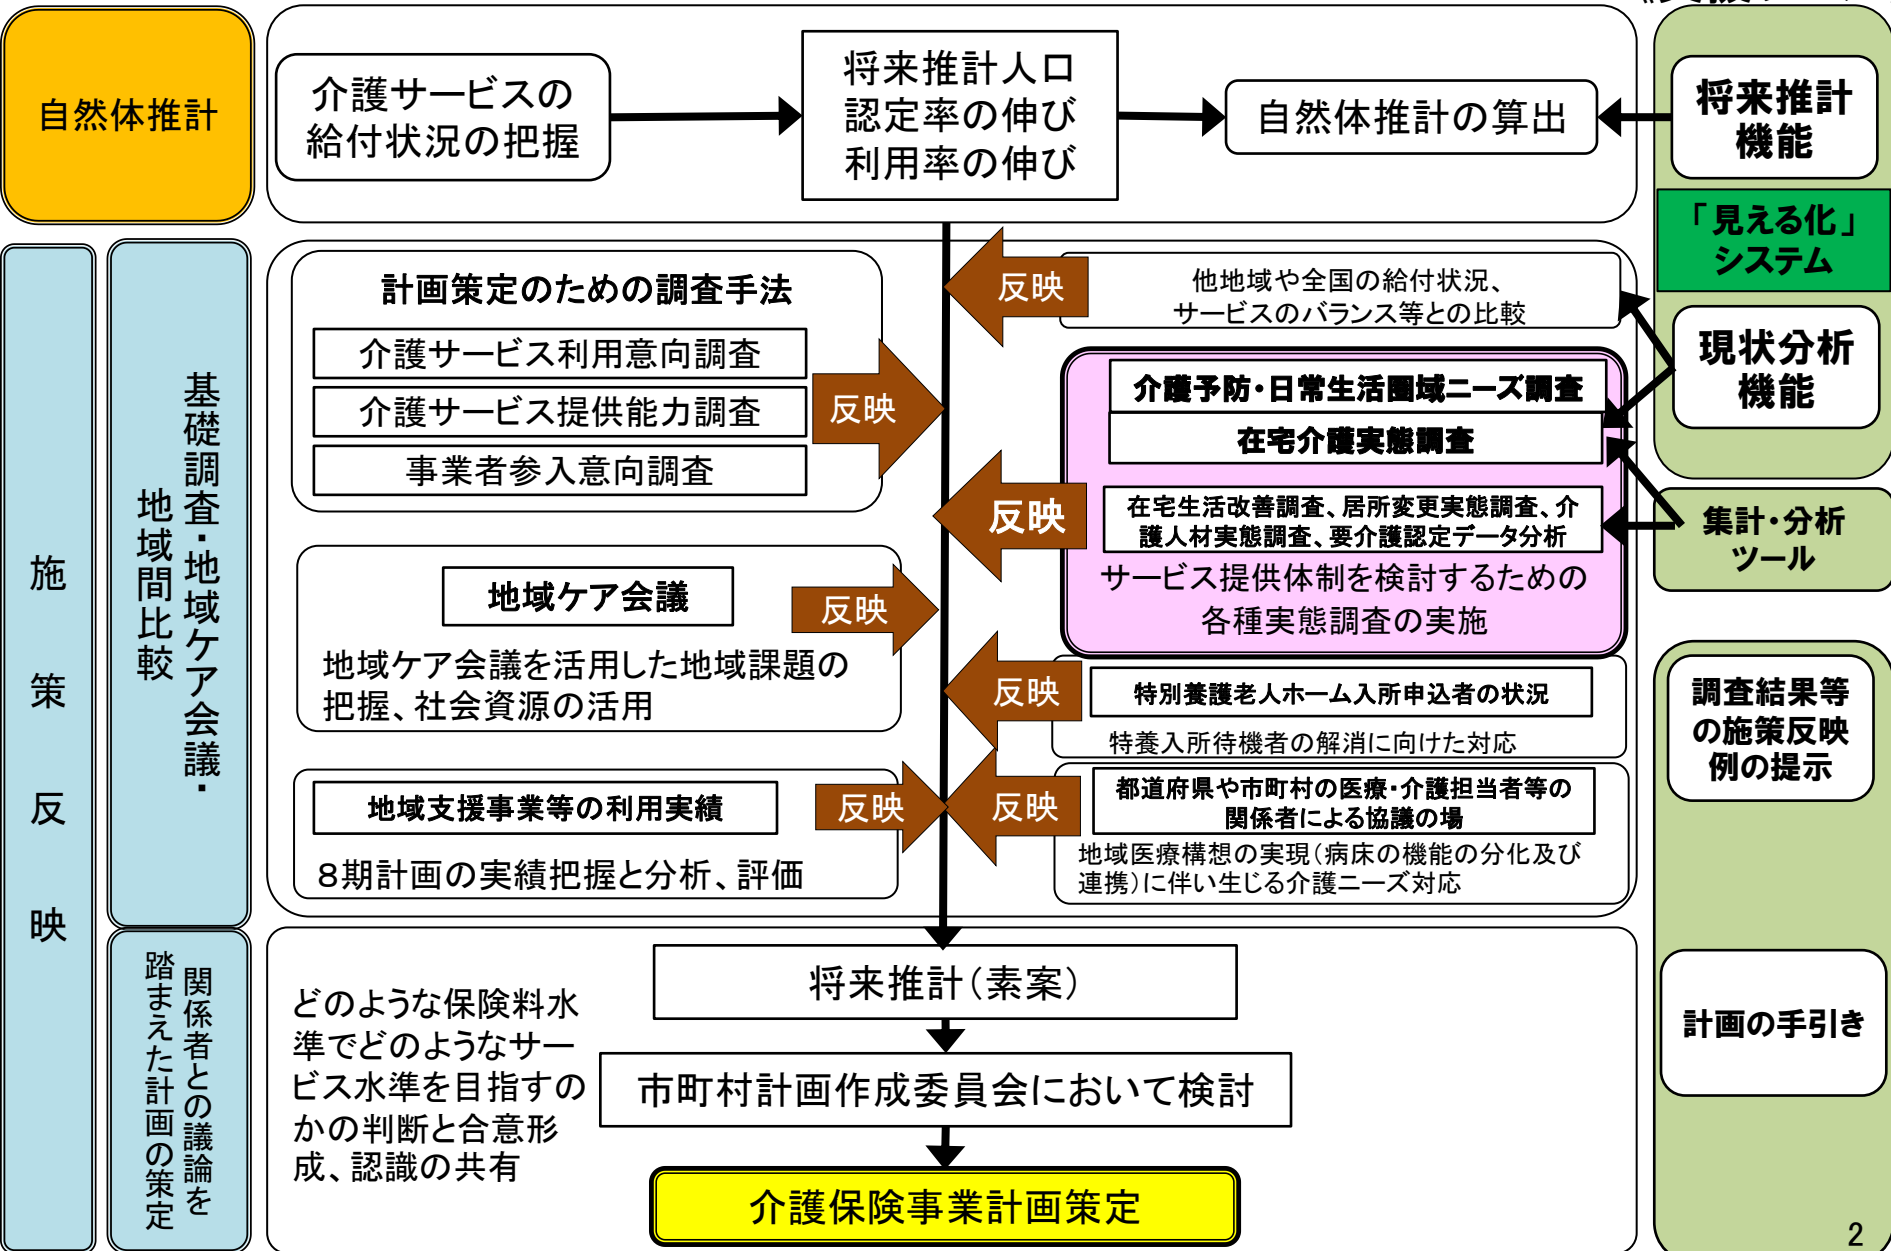 自然体推計
介護サービスの
給付状況の把握
将来推計人口
認定率の伸び
利用率の伸び
自然体推計の算出
将来推計
機能
「見える化」
システム
現状分析
機能
集計・分析
ツール
調査結果等
の施策反映
例の提示
計画の手引き
施策反映
基礎調査・地域ケア会議・
地域間比較
計画策定のための調査手法
介護サービス利用意向調査
介護サービス提供能力調査
事業者参入意向調査
反映
反映
他地域や全国の給付状況、
サービスのバランス等との比較
介護予防・日常生活圏域ニーズ調査
在宅介護実態調査
反映
在宅生活改善調査、居所変更実態調査、介
護人材実態調査、要介護認定データ分析
サービス提供体制を検討するための
各種実態調査の実施
地域ケア会議
反映
地域ケア会議を活用した地域課題の
把握、社会資源の活用
反映
特別養護老人ホーム入所申込者の状況
特養入所待機者の解消に向けた対応
地域支援事業等の利用実績
反映
8期計画の実績把握と分析、評価
反映
都道府県や市町村の医療・介護担当者等の
関係者による協議の場
地域医療構想の実現(病床の機能の分化及び
連携)に伴い生じる介護ニーズ対応
関係者との議論を
踏まえた計画の策定
どのような保険料水
準でどのようなサー
ビス水準を目指すの
かの判断と合意形
成、認識の共有
将来推計(素案)
市町村計画作成委員会において検討
介護保険事業計画策定
2